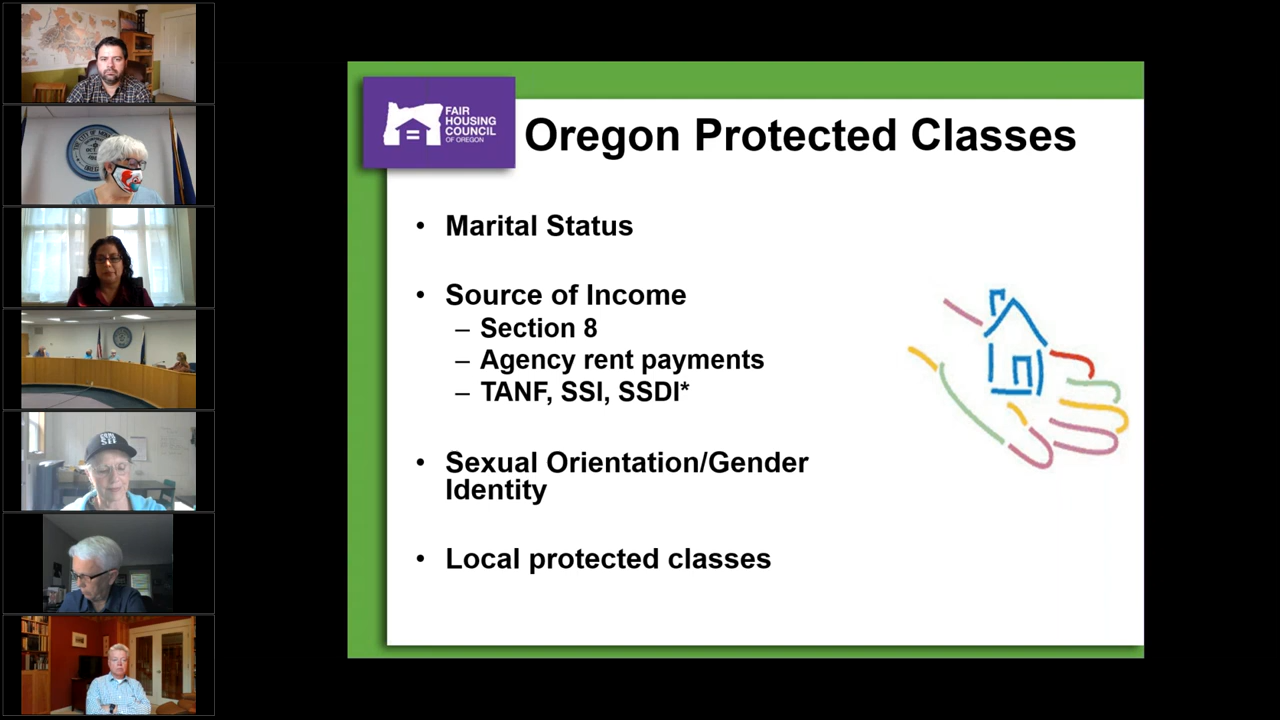 FAIR
HOUSING
COUNCIL
OF OREGON
Oregon Protected Classes
• Marital Status
• Source of Income
– Section 8
– Agency rent payments
– TANF, SSI, SSDI*
• Sexual Orientation/Gender
Identity
• Local protected classes